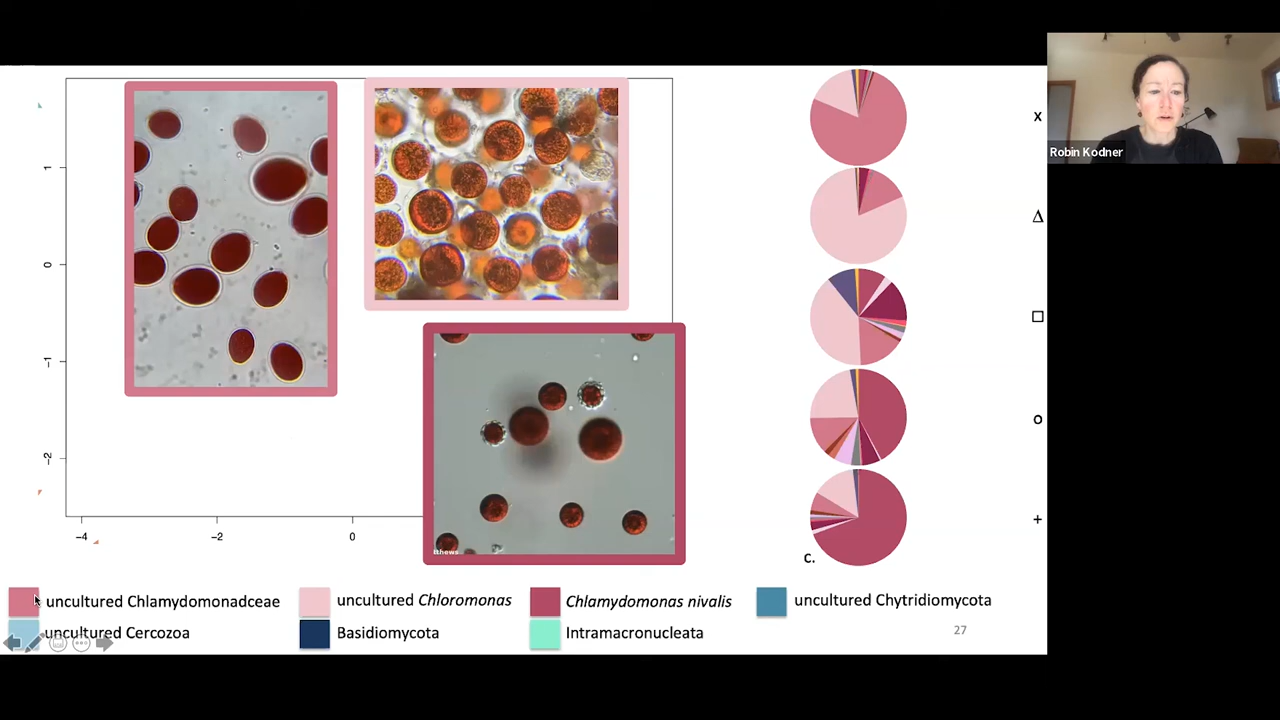 Robin Kodner
x
Δ
□
o
+
1
0
-1
-2
-4
-2
0
C.
uncultured Chlamydomonadceae
uncultured Chloromonas
Chlamydomonas nivalis
uncultured Chytridiomycota
uncultured Cercozoa
Basidiomycota
Intramacronucleata
27